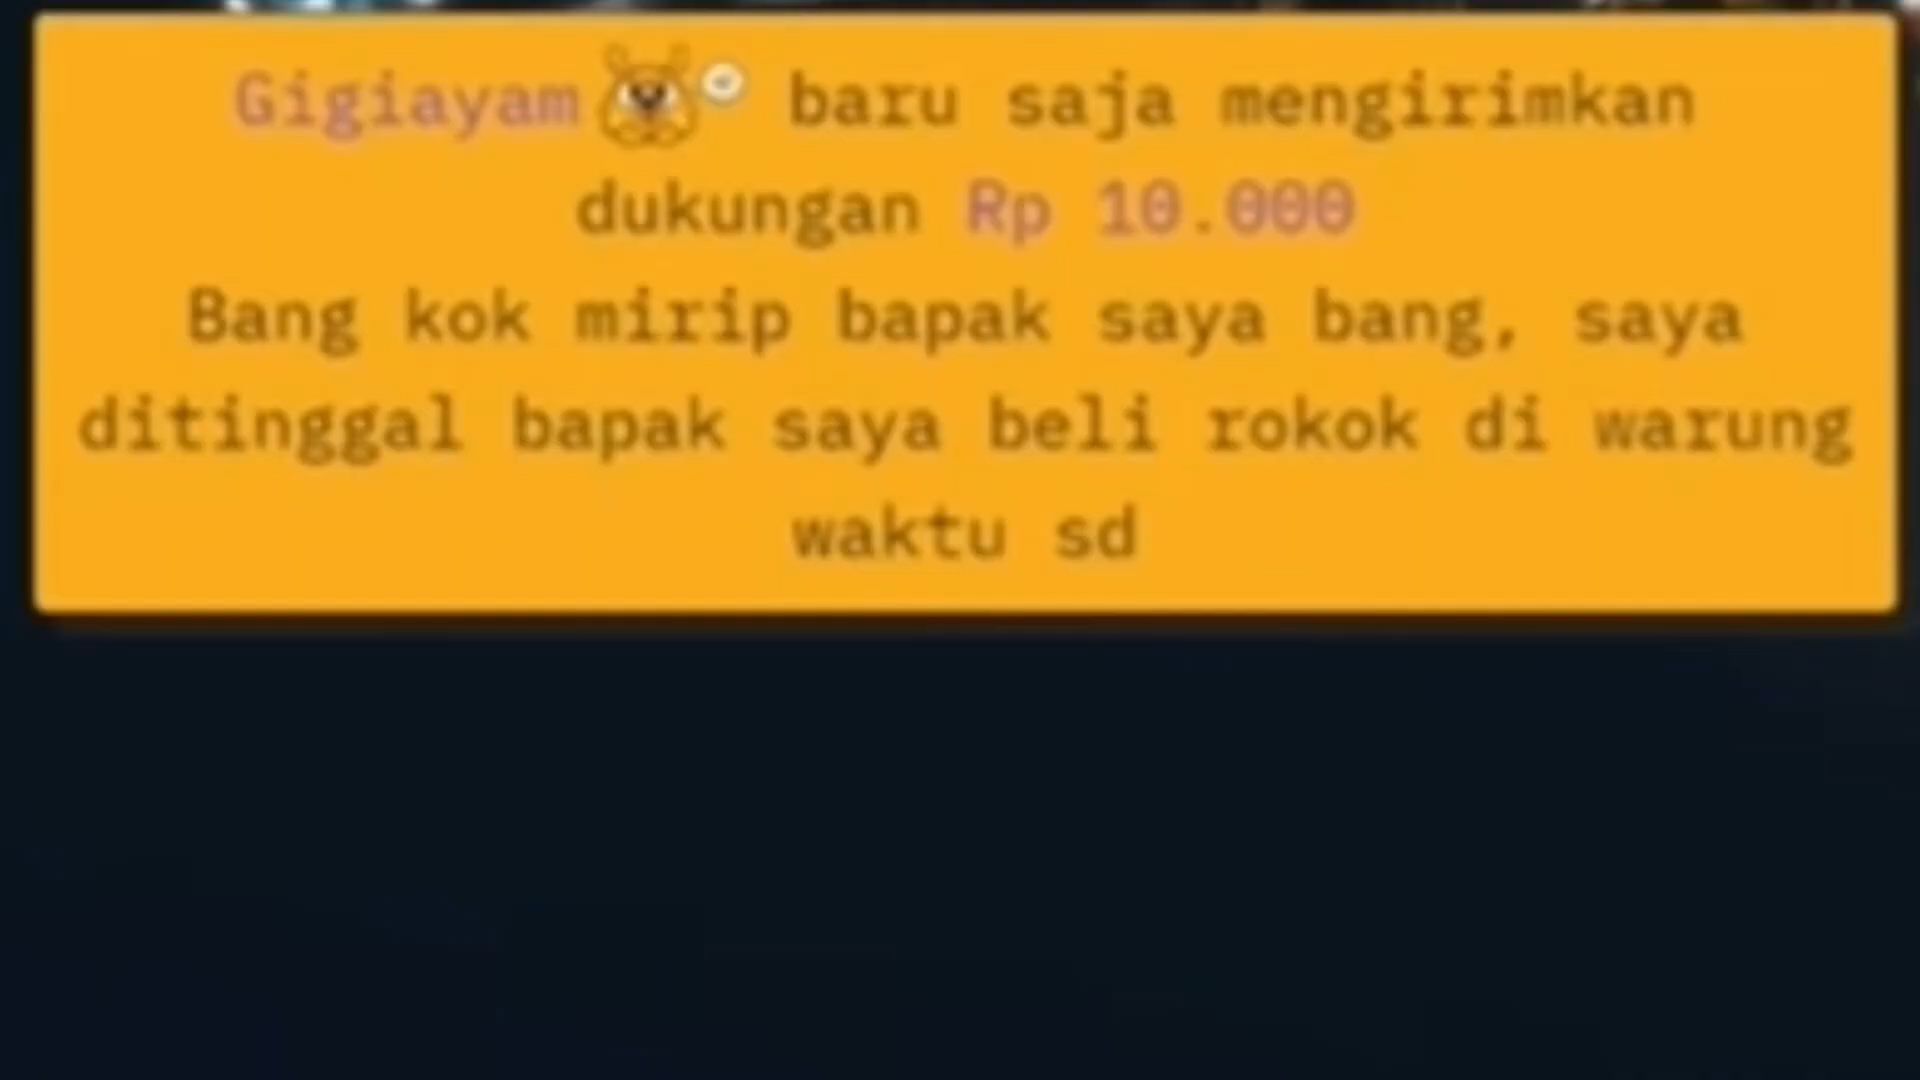 Gigiayam baru saja mengirimkan
dukungan Rp 10.000
Bang kok mirip bapak saya bang, saya
ditinggal bapak saya beli rokok di warung
waktu sd